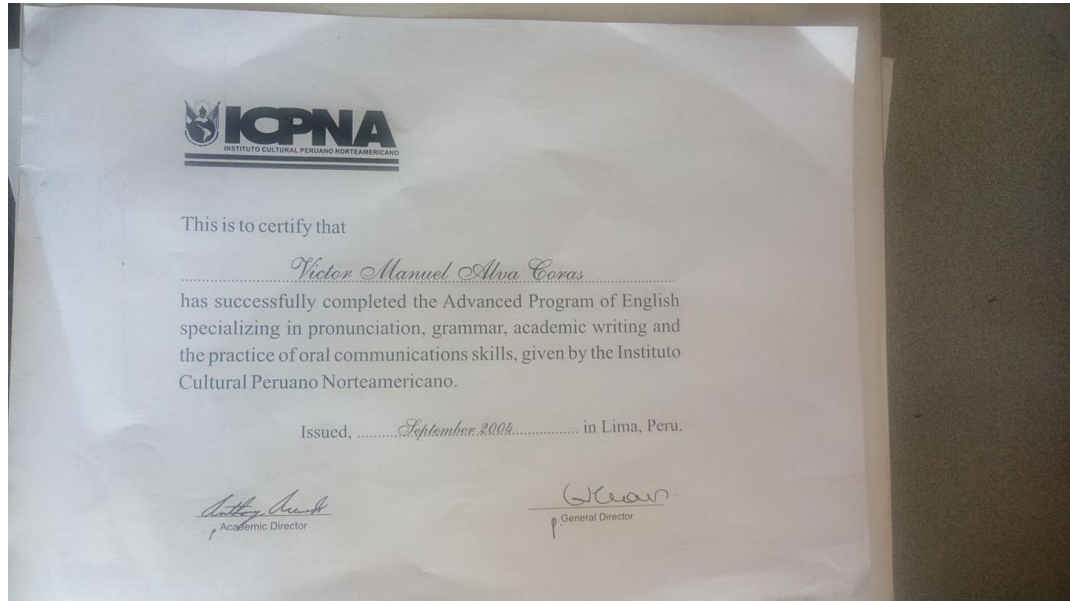 ICPNA
INSTITUTO CULTURAL PERUANO NORTEAMERICANO
This is to certify that
Victor Manuel Alva Coras
has successfully completed the Advanced Program of English
specializing in pronunciation, grammar, academic writing and
the practice of oral communications skills, given by the Instituto
Cultural Peruano Norteamericano.
Issued, ..........September 2004................ in Lima, Peru.
p Academic Director
p. General Director